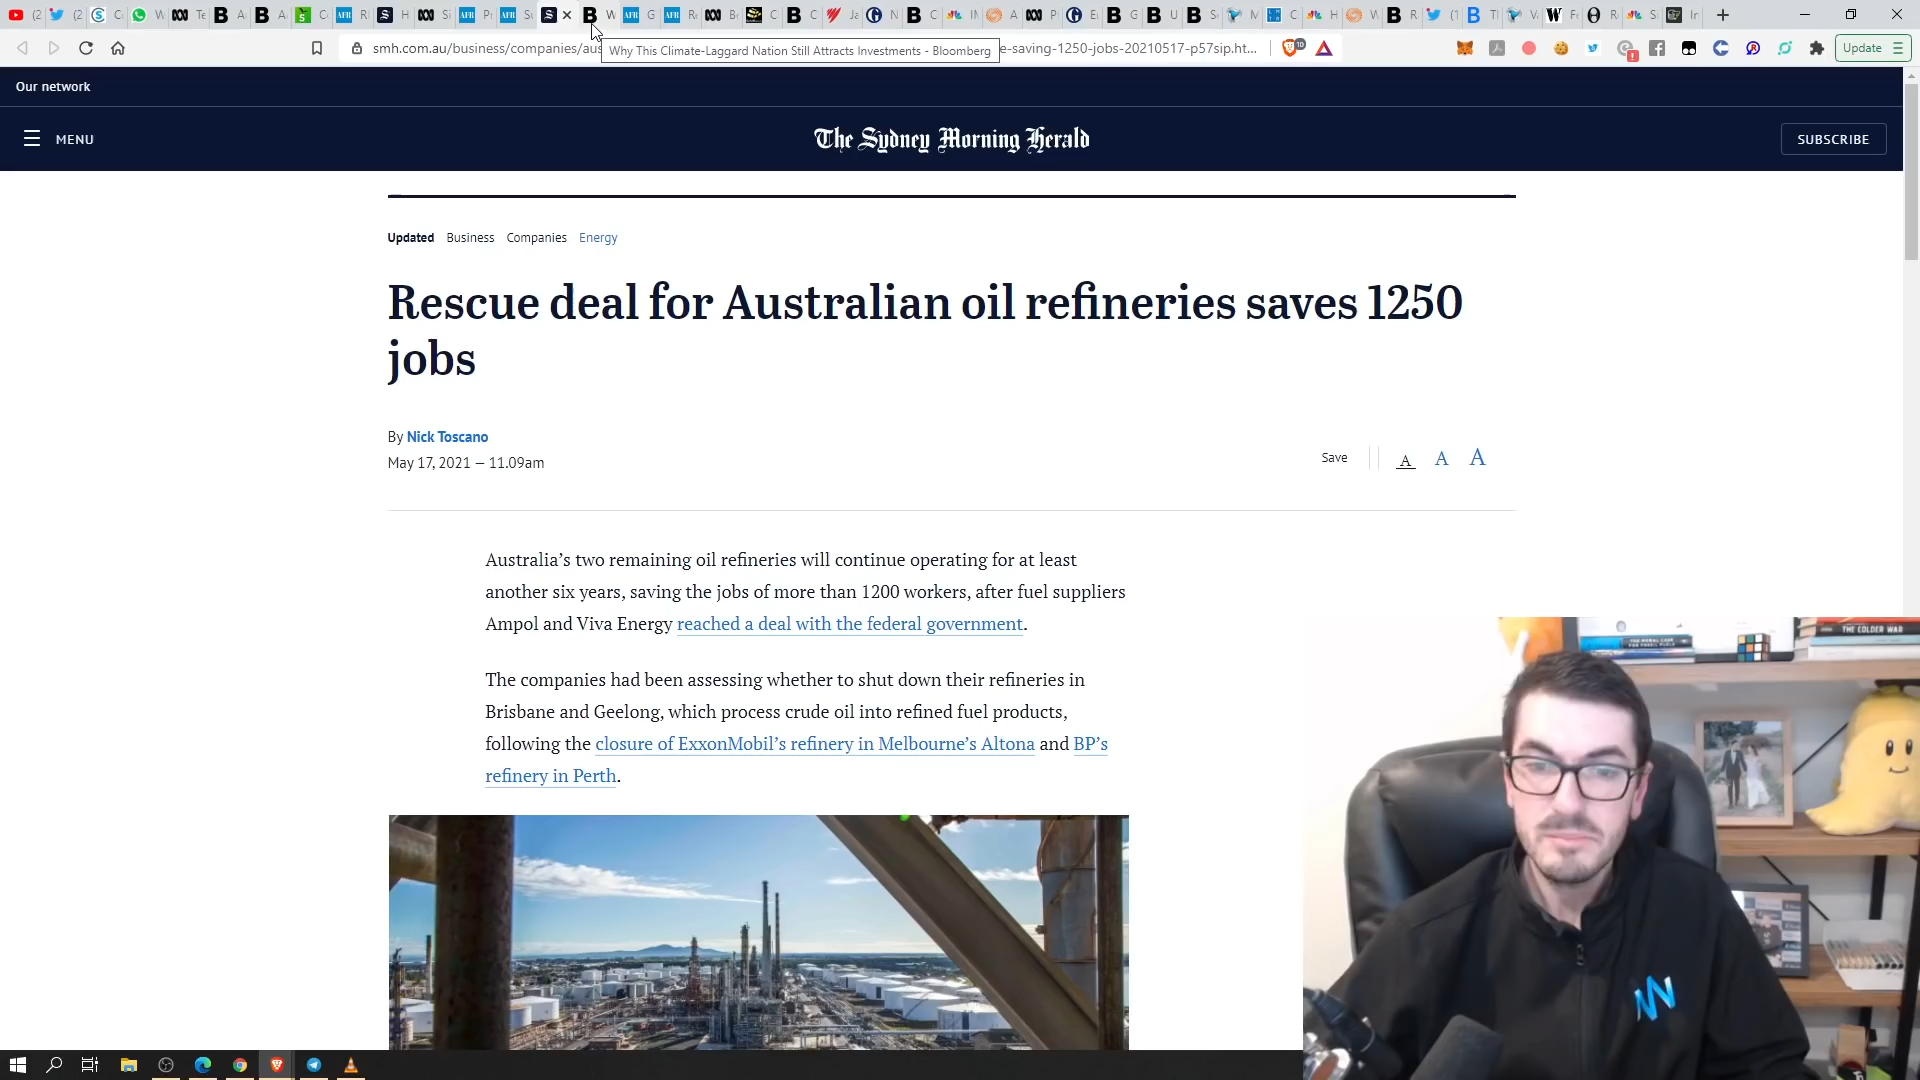 smh.com.au/business/companies/aus
e-saving-1250-jobs-20210517-p57sip.ht...
Update
Why This Climate-Laggard Nation Still Attracts Investments - Bloomberg
Our network
MENU
The Sydney Morning Herald
SUBSCRIBE
Updated Business Companies Energy
Rescue deal for Australian oil refineries saves 1250
jobs
By Nick Toscano
May 17, 2021 — 11.09am
Save A A A
Australia's two remaining oil refineries will continue operating for at least
another six years, saving the jobs of more than 1200 workers, after fuel suppliers
Ampol and Viva Energy reached a deal with the federal government.
The companies had been assessing whether to shut down their refineries in
Brisbane and Geelong, which process crude oil into refined fuel products,
following the closure of ExxonMobil's refinery in Melbourne's Altona and BP's
refinery in Perth.
THE COLDER WAR